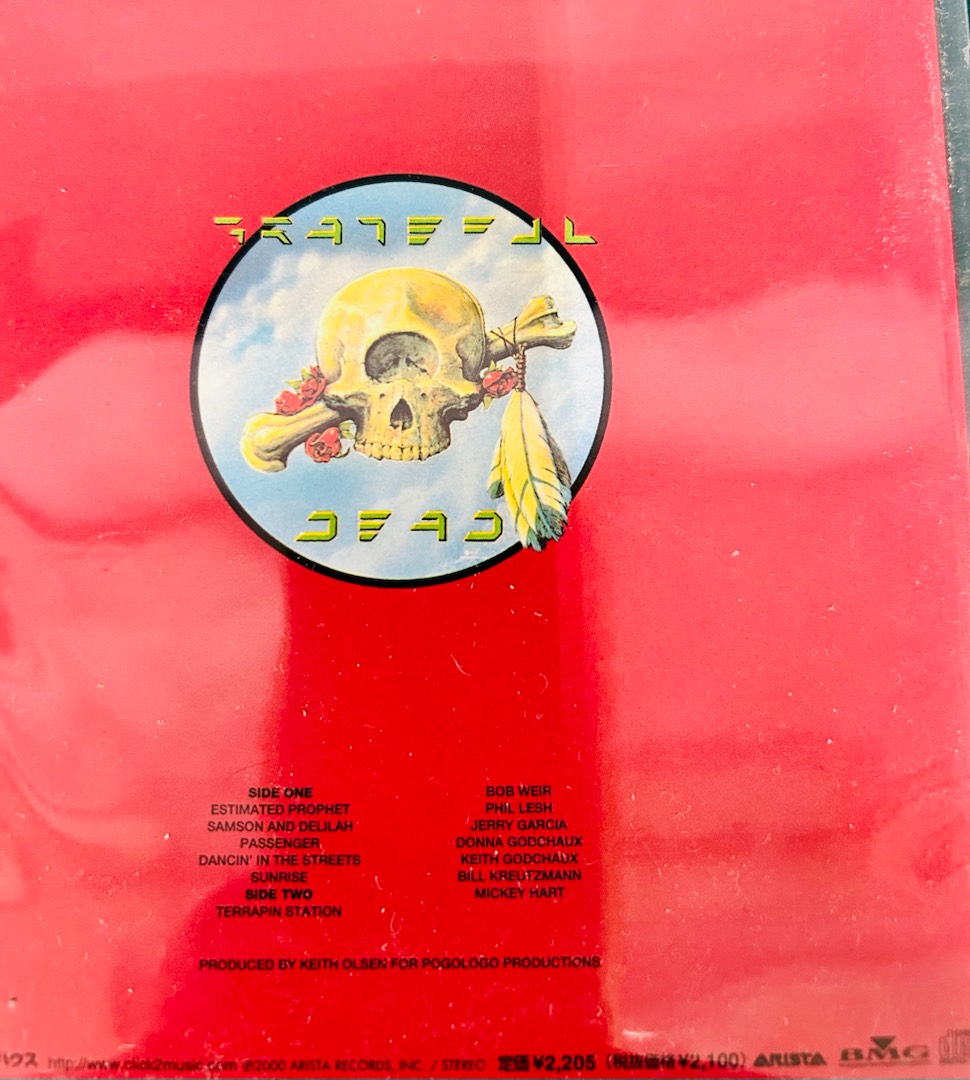 GRATEFUL
DEAD
SIDE ONE
ESTIMATED PROPHET
SAMSON AND DELILAH
PASSENGER
DANCIN' IN THE STREETS
SUNRISE
SIDE TWO
TERRAPIN STATION
BOB WEIR
PHIL LESH
JERRY GARCIA
DONNA GODCHAUX
KEITH GODCHAUX
BILL KREUTZMANN
MICKEY HART
PRODUCED BY KEITH OLSEN FOR POGOLOGO PRODUCTIONS.
ハウス http://www.click2music.com ℗2000 ARISTA RECORDS, INC. / STEREO 定価¥2,205 (税抜価格¥2,100) ARISTA BMG